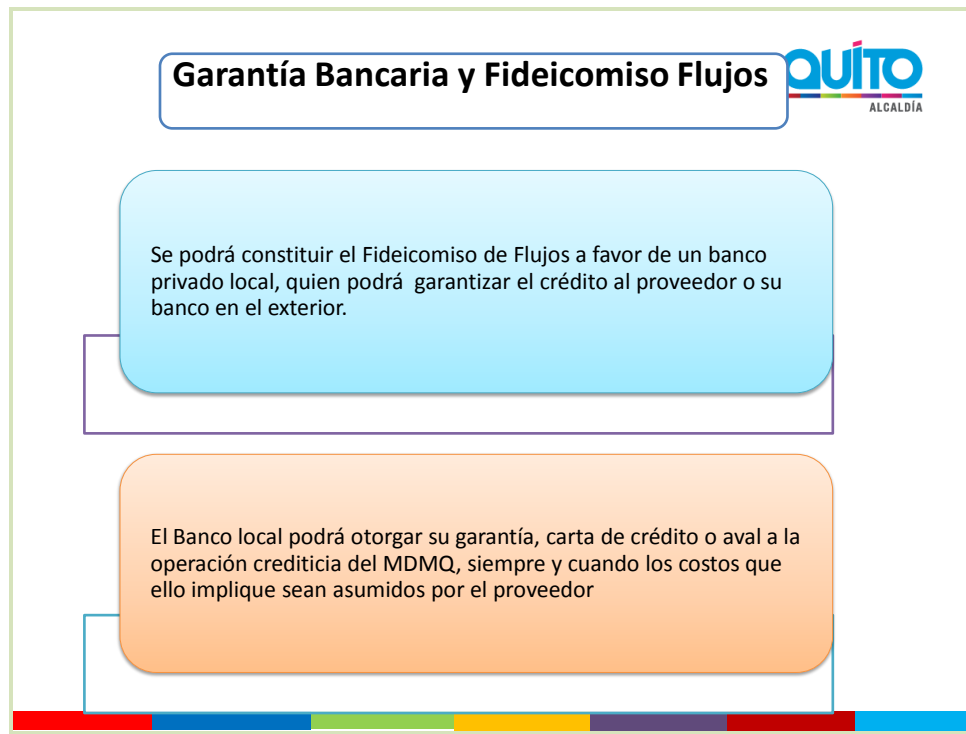 Garantía Bancaria y Fideicomiso Flujos
QUITO
ALCALDÍA
Se podrá constituir el Fideicomiso de Flujos a favor de un banco
privado local, quien podrá garantizar el crédito al proveedor o su
banco en el exterior.
El Banco local podrá otorgar su garantía, carta de crédito o aval a la
operación crediticia del MDMQ, siempre y cuando los costos que
ello implique sean asumidos por el proveedor